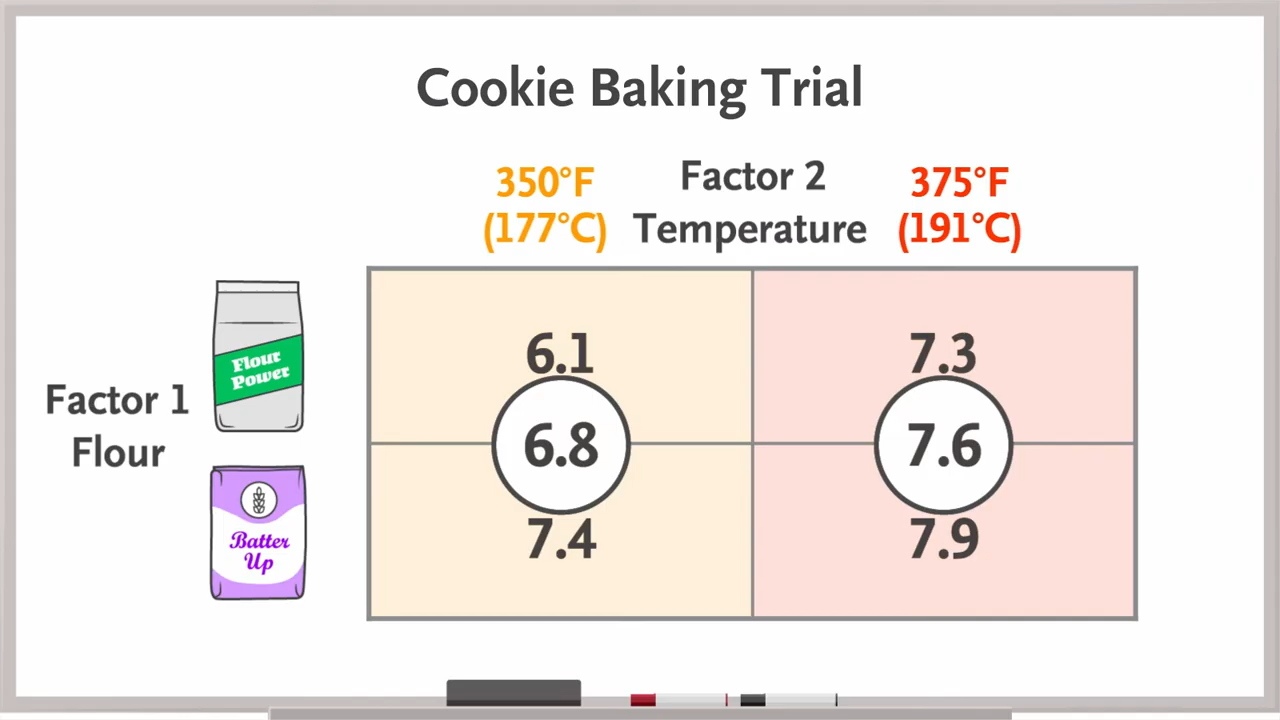 Cookie Baking Trial
350°F
(177°C)
Factor 2
Temperature
375°F
(191°C)
Factor 1
Flour
Flour
Power
Batter
Up
6.1
7.3
6.8
7.6
7.4
7.9